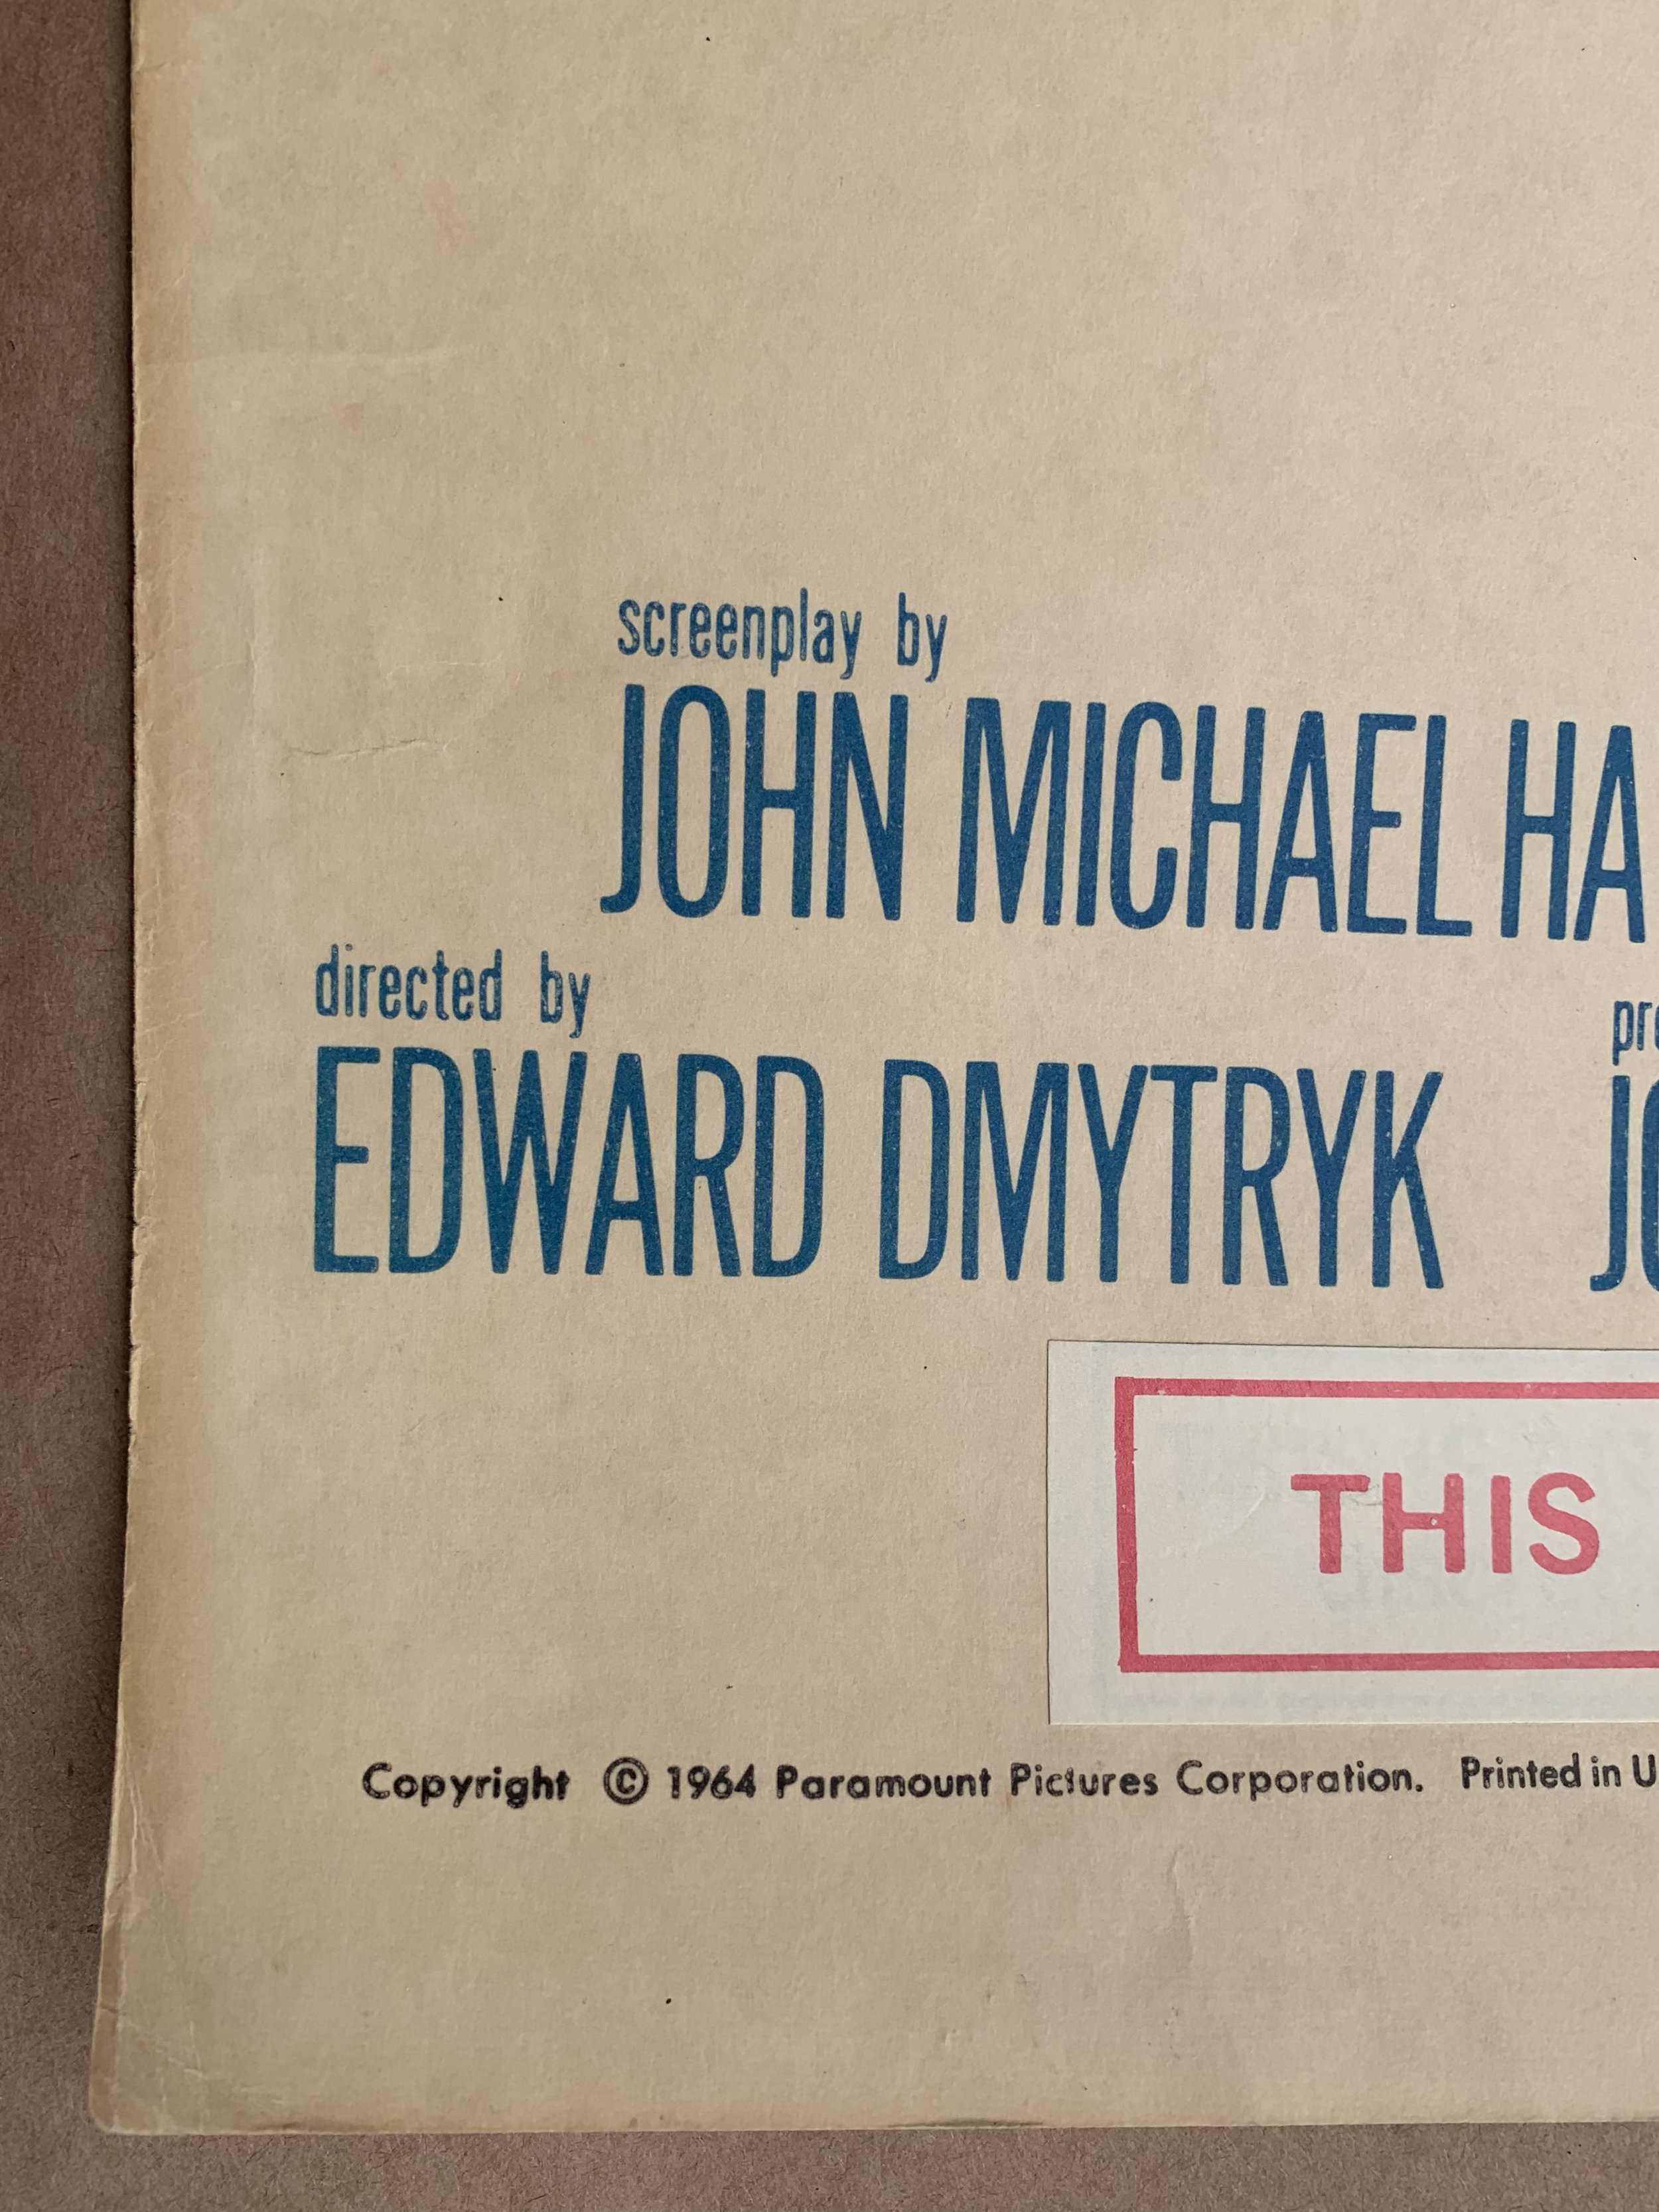 screenplay by
JOHN MICHAEL HA
directed by
EDWARD DMYTRYK
THIS
Copyright © 1964 Paramount Pictures Corporation. Printed in U